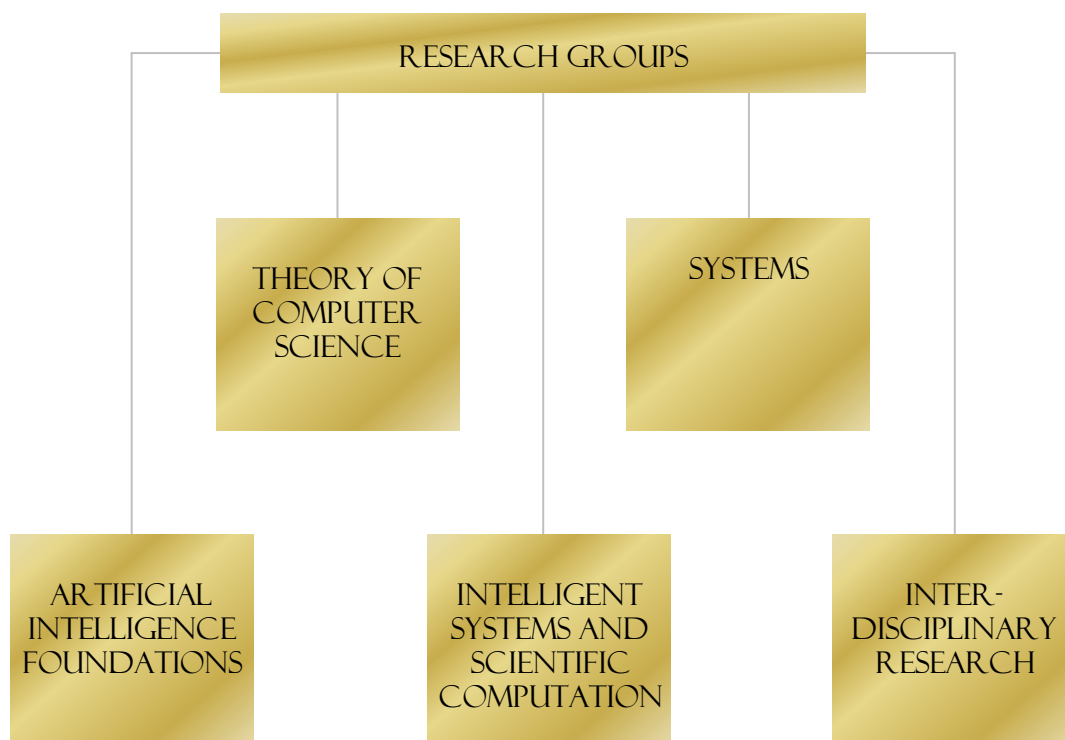 RESEARCH GROUPS
THEORY OF
COMPUTER
SCIENCE
SYSTEMS
ARTIFICIAL
INTELLIGENCE
FOUNDATIONS
INTELLIGENT
SYSTEMS AND
SCIENTIFIC
COMPUTATION
INTER-
DISCIPLINARY
RESEARCH